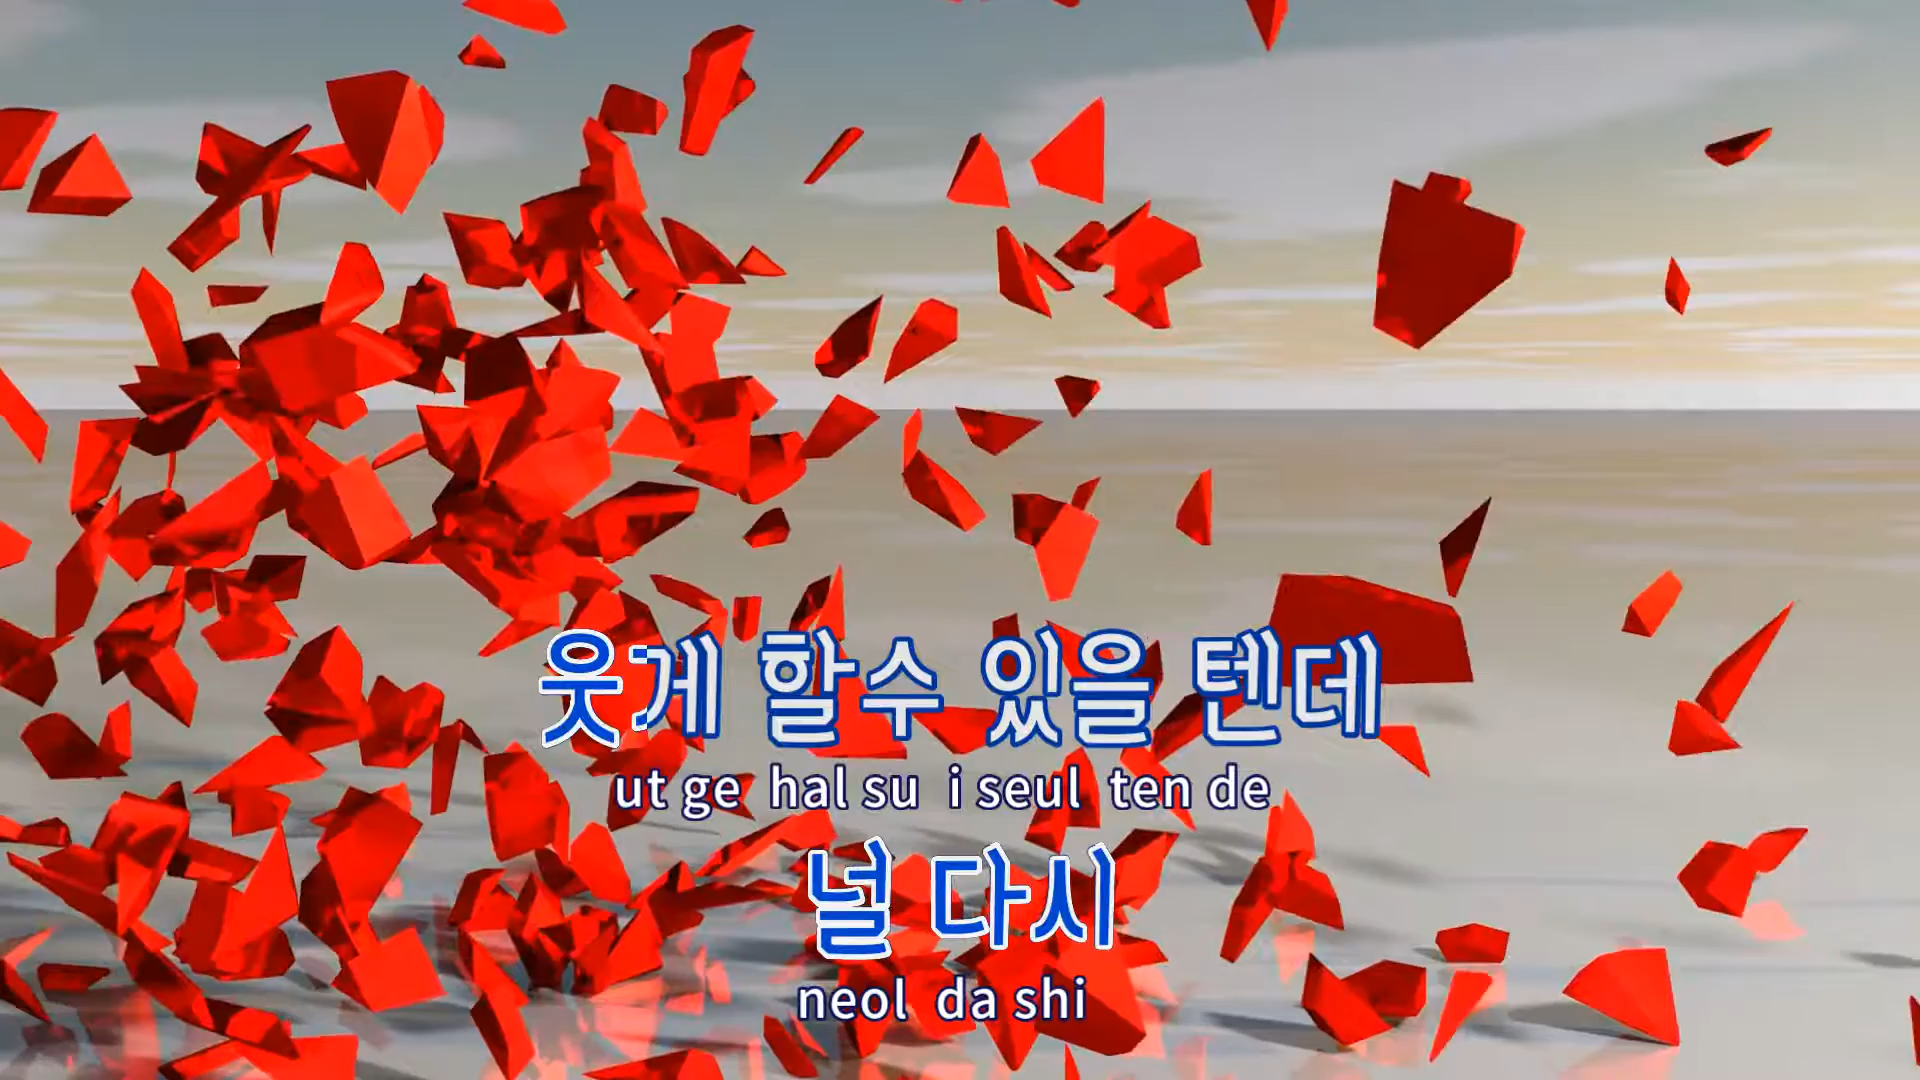 웃게 할수 있을 텐데
ut ge hal su i seul ten de
널 다시
neol da shi